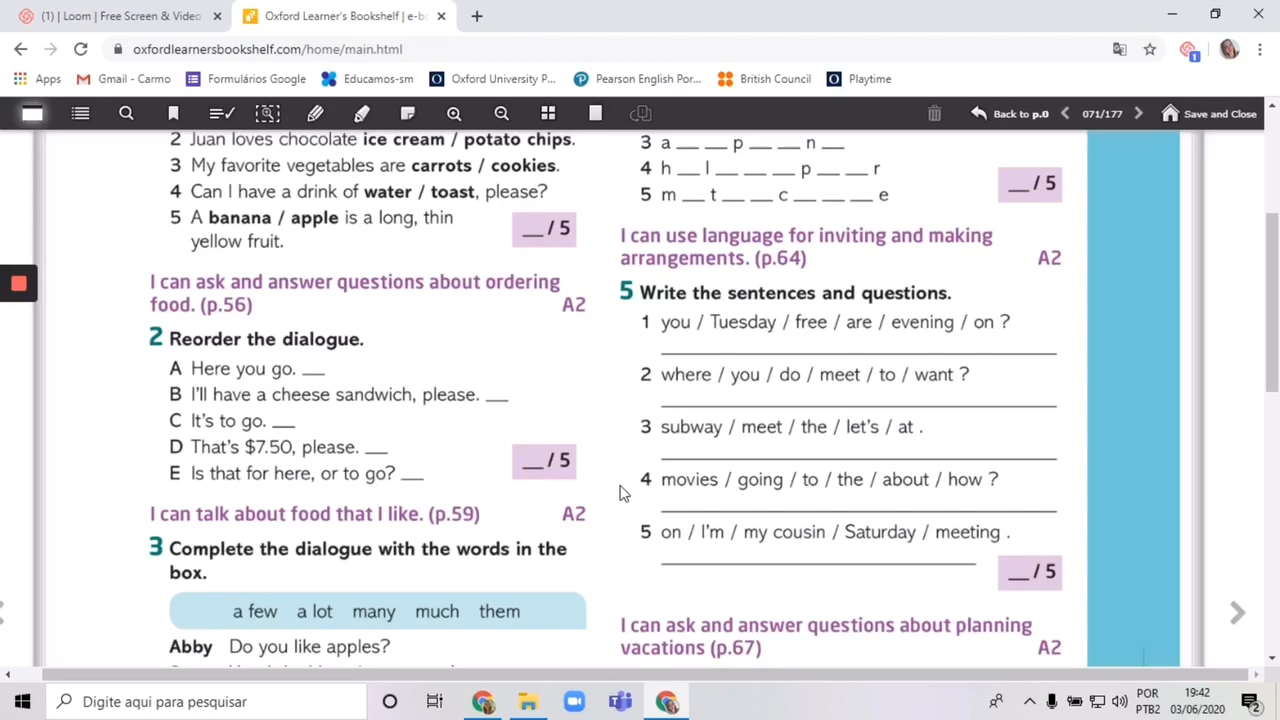 (1) | Loom | Free Screen & Video
Oxford Learner's Bookshelf | e-bo
oxfordlearnersbookshelf.com/home/main.html
Apps Gmail - Carmo Formulários Google Educamos-sm Oxford University P... Pearson English Por... British Council Playtime
Back to p.0 071/177 Save and Close
2 Juan loves chocolate ice cream / potato chips.
3 My favorite vegetables are carrots / cookies.
4 Can I have a drink of water / toast, please?
5 A banana / apple is a long, thin
yellow fruit.
__ / 5
I can ask and answer questions about ordering
food. (p.56) A2
2 Reorder the dialogue.
A Here you go. __
B I'll have a cheese sandwich, please. __
C It's to go. __
D That's $7.50, please. __
E Is that for here, or to go? __
__ / 5
I can talk about food that I like. (p.59) A2
3 Complete the dialogue with the words in the
box.
a few a lot many much them
Abby Do you like apples?
3 a __ __ p __ __ n __
4 h __ l __ __ __ p __ __ r
5 m __ t __ __ c __ __ __ e
__ / 5
I can use language for inviting and making
arrangements. (p.64) A2
5 Write the sentences and questions.
1 you / Tuesday / free / are / evening / on ?
2 where / you / do / meet / to / want ?
3 subway / meet / the / let's / at .
4 movies / going / to / the / about / how ?
5 on / I'm / my cousin / Saturday / meeting .
__ / 5
I can ask and answer questions about planning
vacations (p.67) A2
Digite aqui para pesquisar
POR
PTB2
19:42
03/06/2020
2